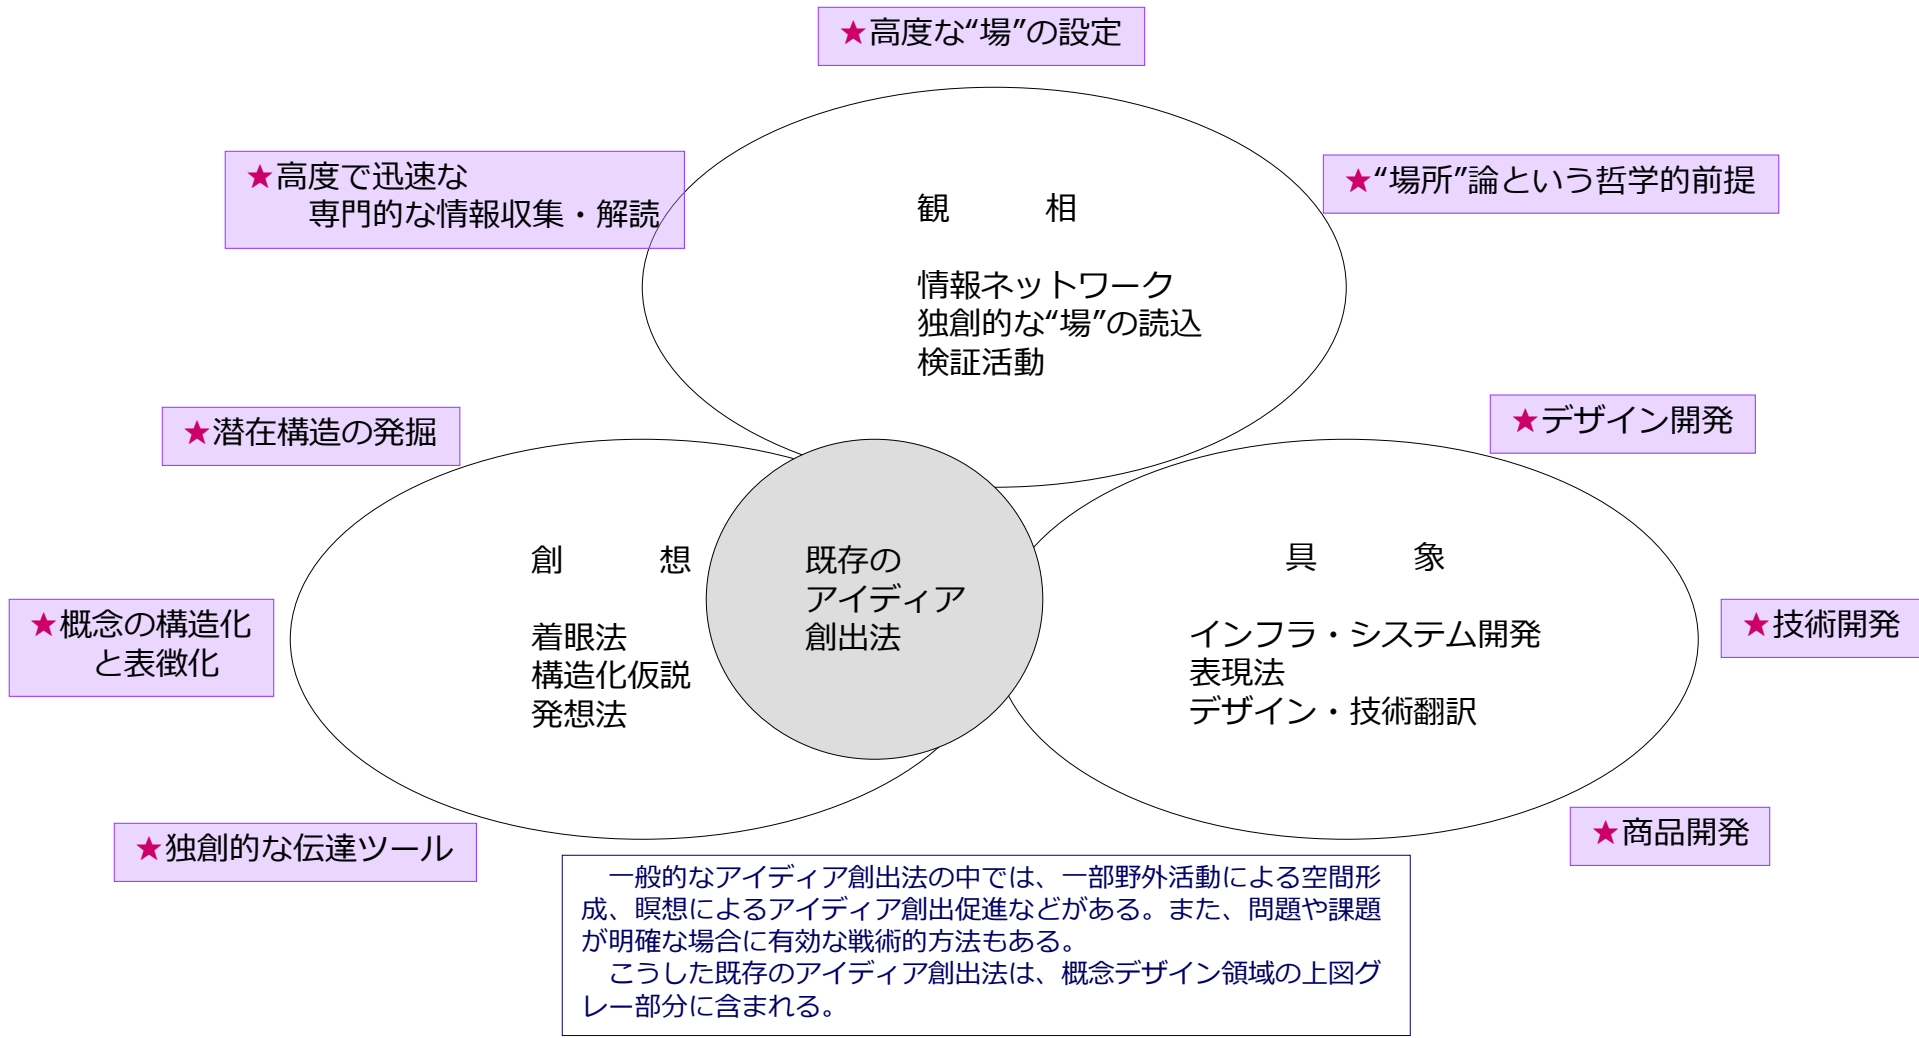 ★高度な“場”の設定
★高度で迅速な
専門的な情報収集・解読
★“場所”論という哲学的前提
観　　　相
情報ネットワーク
独創的な“場”の読込
検証活動
★潜在構造の発掘
★デザイン開発
創　　　想
着眼法
構造化仮説
発想法
既存の
アイディア
創出法
具　　　象
インフラ・システム開発
表現法
デザイン・技術翻訳
★概念の構造化
と表徴化
★技術開発
★独創的な伝達ツール
★商品開発
一般的なアイディア創出法の中では、一部野外活動による空間形
成、瞑想によるアイディア創出促進などがある。また、問題や課題
が明確な場合に有効な戦術的方法もある。
こうした既存のアイディア創出法は、概念デザイン領域の上図グ
レー部分に含まれる。